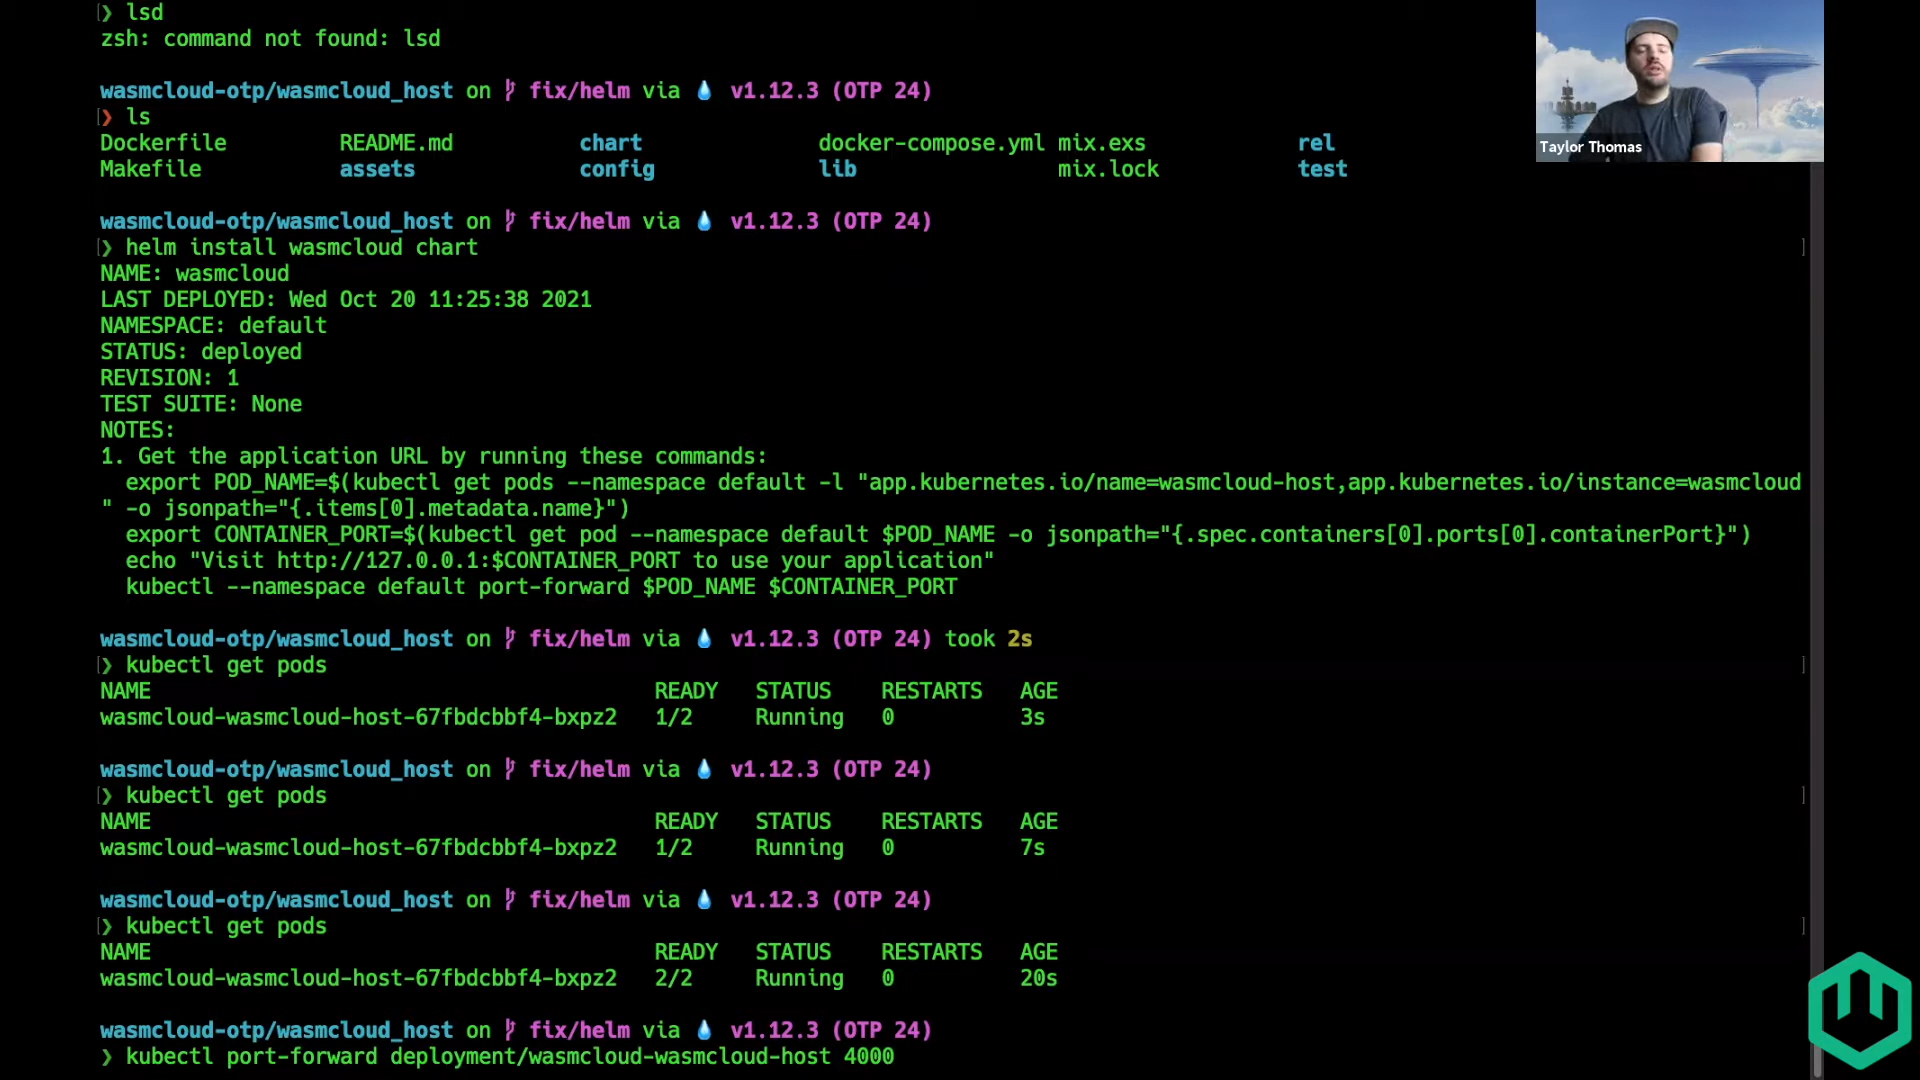 ❯ lsd
zsh: command not found: lsd
wasmcloud-otp/wasmcloud_host on fix/helm via 💧 v1.12.3 (OTP 24)
❯ ls
Dockerfile README.md chart docker-compose.yml mix.exs rel
Makefile assets config lib mix.lock test
Taylor Thomas
wasmcloud-otp/wasmcloud_host on fix/helm via 💧 v1.12.3 (OTP 24)
❯ helm install wasmcloud chart
NAME: wasmcloud
LAST DEPLOYED: Wed Oct 20 11:25:38 2021
NAMESPACE: default
STATUS: deployed
REVISION: 1
TEST SUITE: None
NOTES:
1. Get the application URL by running these commands:
  export POD_NAME=$(kubectl get pods --namespace default -l "app.kubernetes.io/name=wasmcloud-host,app.kubernetes.io/instance=wasmcloud
" -o jsonpath="{.items[0].metadata.name}")
  export CONTAINER_PORT=$(kubectl get pod --namespace default $POD_NAME -o jsonpath="{.spec.containers[0].ports[0].containerPort}")
  echo "Visit http://127.0.0.1:$CONTAINER_PORT to use your application"
  kubectl --namespace default port-forward $POD_NAME $CONTAINER_PORT
wasmcloud-otp/wasmcloud_host on fix/helm via 💧 v1.12.3 (OTP 24) took 2s
❯ kubectl get pods
NAME READY STATUS RESTARTS AGE
wasmcloud-wasmcloud-host-67fbdcbbf4-bxpz2 1/2 Running 0 3s
wasmcloud-otp/wasmcloud_host on fix/helm via 💧 v1.12.3 (OTP 24)
❯ kubectl get pods
NAME READY STATUS RESTARTS AGE
wasmcloud-wasmcloud-host-67fbdcbbf4-bxpz2 1/2 Running 0 7s
wasmcloud-otp/wasmcloud_host on fix/helm via 💧 v1.12.3 (OTP 24)
❯ kubectl get pods
NAME READY STATUS RESTARTS AGE
wasmcloud-wasmcloud-host-67fbdcbbf4-bxpz2 2/2 Running 0 20s
wasmcloud-otp/wasmcloud_host on fix/helm via 💧 v1.12.3 (OTP 24)
❯ kubectl port-forward deployment/wasmcloud-wasmcloud-host 4000